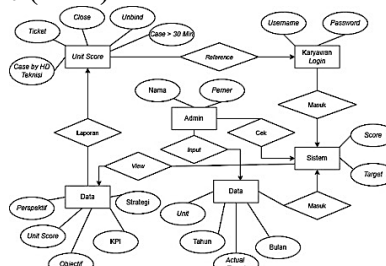 Close
Unbind
Ticket
Case > 30 Min
Case by HD
Teknisi
Unit Score
Reference
Username
Password
Karyawan
Login
Nama
Perner
Admin
Masuk
Laporan
Input
Cek
Score
View
Sistem
Target
Perspektif
Data
Strategi
Data
Unit
Masuk
Unit Score
KPI
Tahun
Bulan
Objectif
Actual